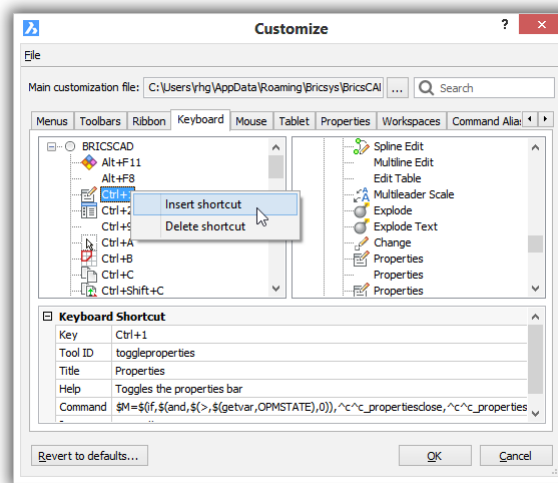 Customize
?
×
File
Main customization file: C:\Users\rhg\AppData\Roaming\Bricsys\BricsCAI ... Search
Menus Toolbars Ribbon Keyboard Mouse Tablet Properties Workspaces Command Alia
BRICSCAD
Alt+F11
Alt+F8
Ctrl+1
Ctrl+2
Ctrl+9
Ctrl+A
Ctrl+B
Ctrl+C
Ctrl+Shift+C
Insert shortcut
Delete shortcut
Spline Edit
Multiline Edit
Edit Table
Multileader Scale
Explode
Explode Text
Change
Properties
Properties
Properties
Keyboard Shortcut
Key Ctrl+1
Tool ID toggleproperties
Title Properties
Help Toggles the properties bar
Command $M=$(if,$(and,$(>,$(getvar,OPMSTATE),0)),^c^c_propertiesclose,^c^c_properties
Revert to defaults... OK Cancel